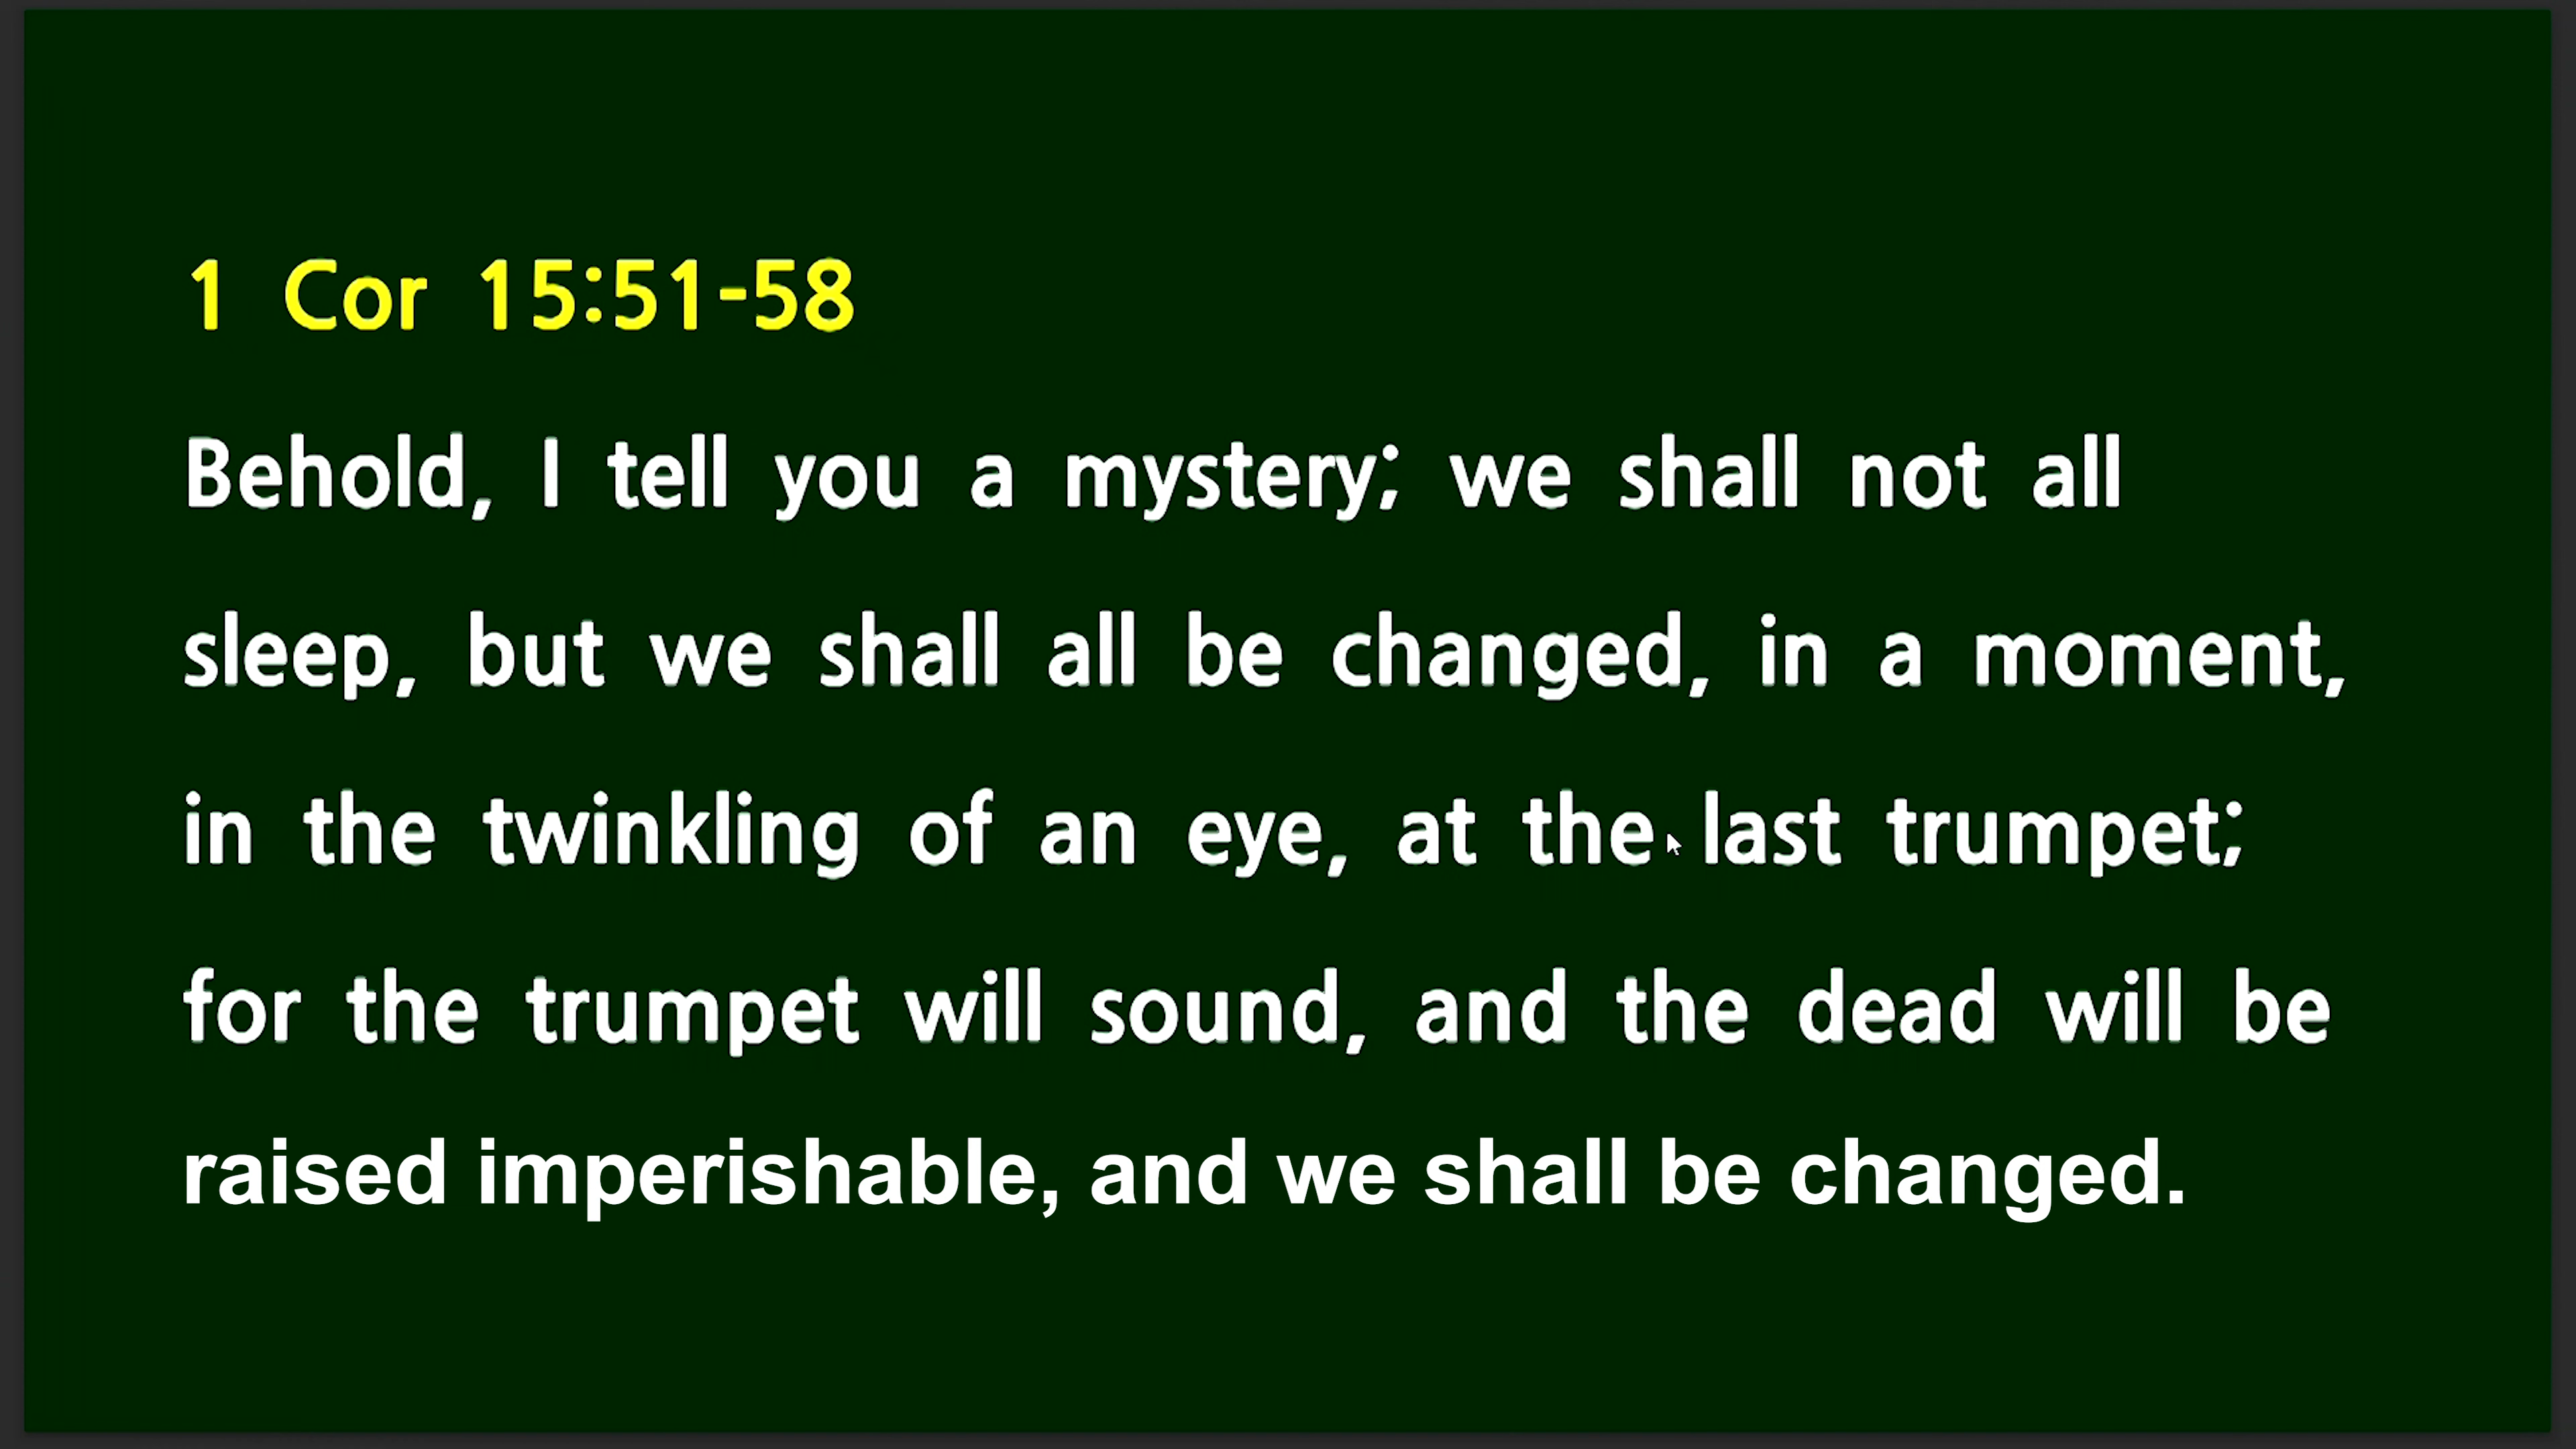 1 Cor 15:51-58
Behold, I tell you a mystery; we shall not all
sleep, but we shall all be changed, in a moment,
in the twinkling of an eye, at the last trumpet;
for the trumpet will sound, and the dead will be
raised imperishable, and we shall be changed.